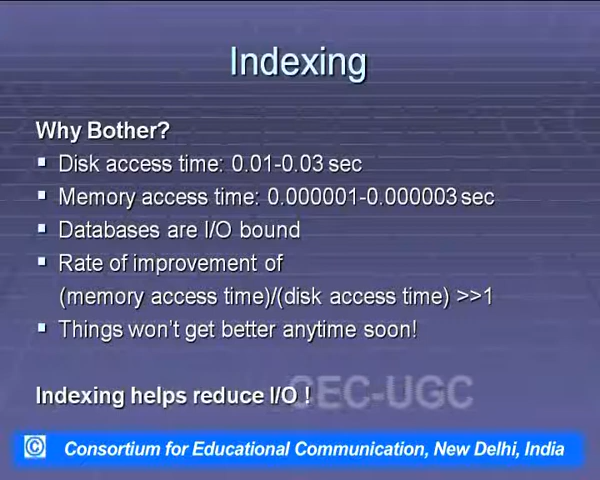 Indexing
Why Bother?
▪ Disk access time: 0.01-0.03 sec
▪ Memory access time: 0.000001-0.000003 sec
▪ Databases are I/O bound
▪ Rate of improvement of
(memory access time)/(disk access time) >>1
▪ Things won't get better anytime soon!
Indexing helps reduce I/O !
CEC-UGC
© Consortium for Educational Communication, New Delhi, India